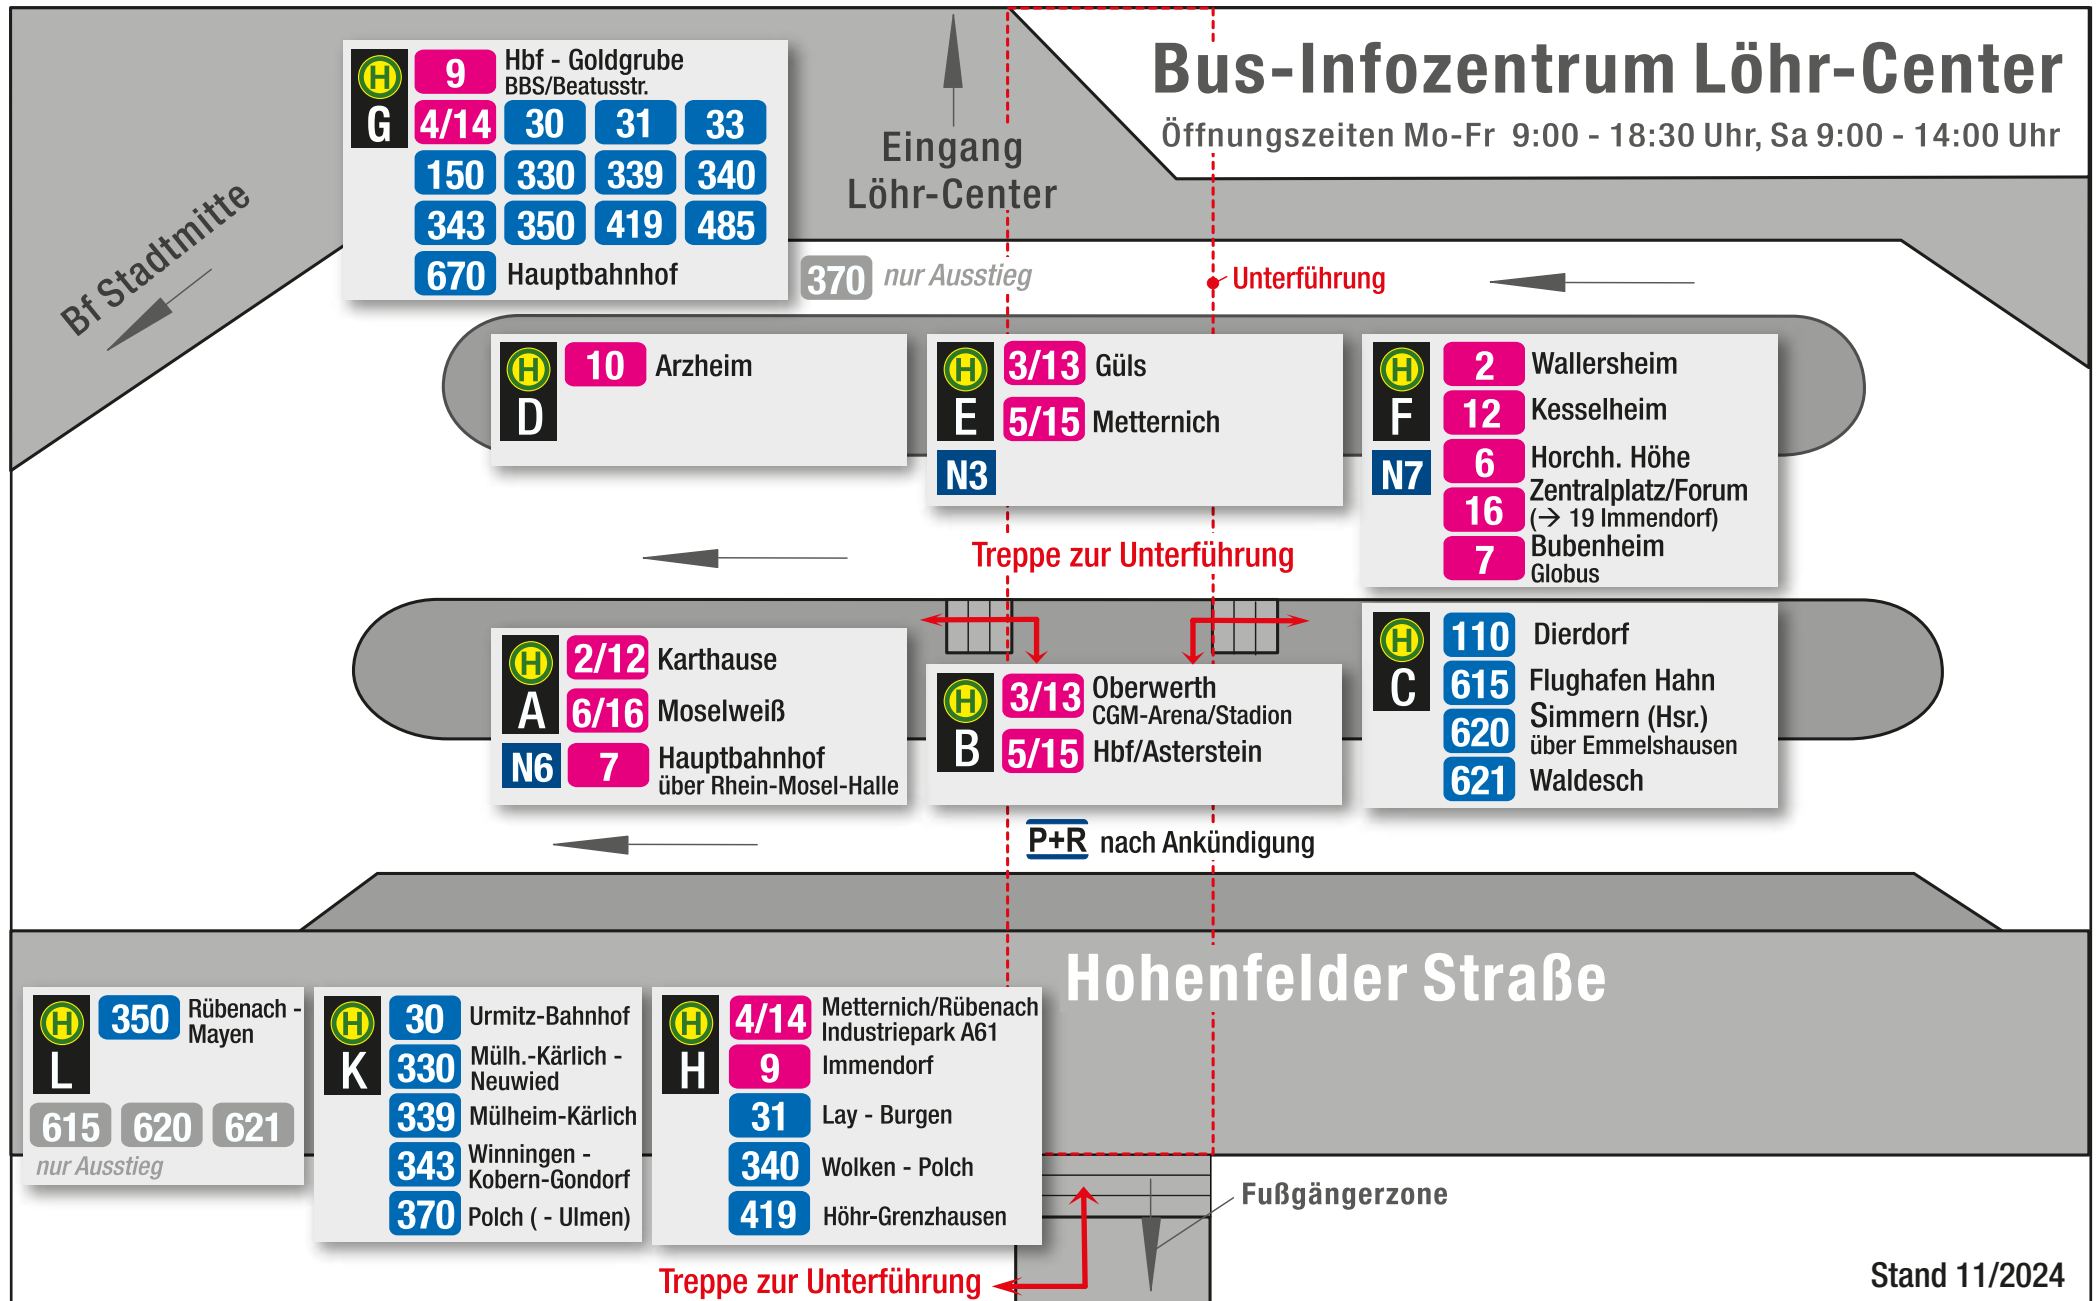 Bus-Infozentrum Löhr-Center
Öffnungszeiten Mo-Fr 9:00 - 18:30 Uhr, Sa 9:00 - 14:00 Uhr
Eingang
Löhr-Center
Bf Stadtmitte
H
G
9 Hbf - Goldgrube
BBS/Beatusstr.
4/14 30 31 33
150 330 339 340
343 350 419 485
670 Hauptbahnhof
370 nur Ausstieg
Unterführung
H
D
10 Arzheim
H
E
3/13 Güls
5/15 Metternich
N3
H
F
N7
2 Wallersheim
12 Kesselheim
6 Horchh. Höhe
16 Zentralplatz/Forum
(→ 19 Immendorf)
7 Bubenheim
Globus
Treppe zur Unterführung
H
A
2/12 Karthause
6/16 Moselweiß
N6 7 Hauptbahnhof
über Rhein-Mosel-Halle
H
B
3/13 Oberwerth
CGM-Arena/Stadion
5/15 Hbf/Asterstein
H
C
110 Dierdorf
615 Flughafen Hahn
620 Simmern (Hsr.)
über Emmelshausen
621 Waldesch
P+R nach Ankündigung
Hohenfelder Straße
H
L
350 Rübenach -
Mayen
615 620 621
nur Ausstieg
H
K
30 Urmitz-Bahnhof
330 Mülh.-Kärlich -
Neuwied
339 Mülheim-Kärlich
343 Winningen -
Kobern-Gondorf
370 Polch ( - Ulmen)
H
H
4/14 Metternich/Rübenach
Industriepark A61
9 Immendorf
31 Lay - Burgen
340 Wolken - Polch
419 Höhr-Grenzhausen
Fußgängerzone
Treppe zur Unterführung
Stand 11/2024